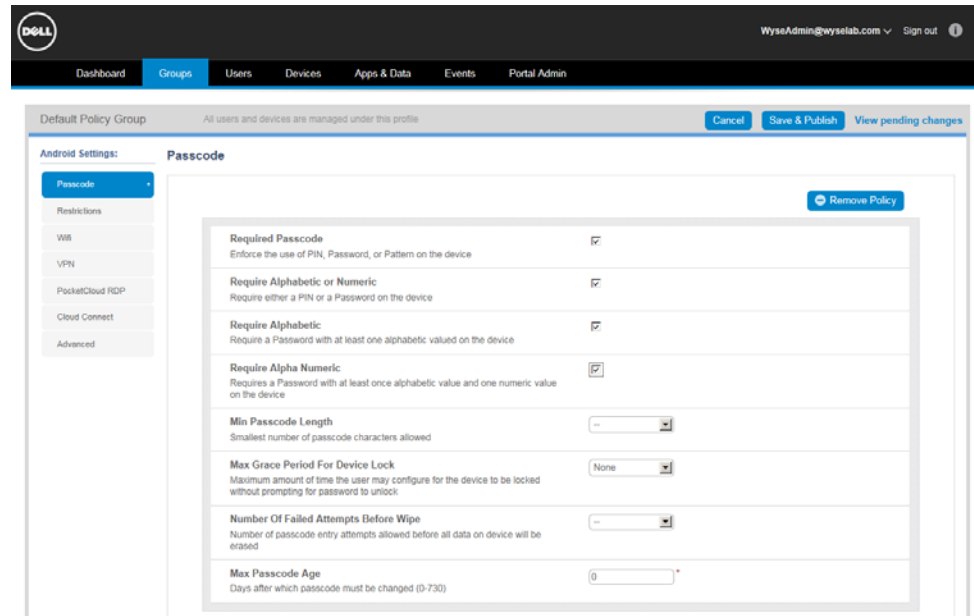 DELL
WyseAdmin@wyselab.com Sign out i
Dashboard Groups Users Devices Apps & Data Events Portal Admin
Default Policy Group All users and devices are managed under this profile Cancel Save & Publish View pending changes
Android Settings:
Passcode
Restrictions
Wifi
VPN
PocketCloud RDP
Cloud Connect
Advanced
Passcode
Remove Policy
Required Passcode
Enforce the use of PIN, Password, or Pattern on the device
Require Alphabetic or Numeric
Require either a PIN or a Password on the device
Require Alphabetic
Require a Password with at least one alphabetic valued on the device
Require Alpha Numeric
Requires a Password with at least once alphabetic value and one numeric value
on the device
Min Passcode Length
Smallest number of passcode characters allowed
--
Max Grace Period For Device Lock
Maximum amount of time the user may configure for the device to be locked
without prompting for password to unlock
None
Number Of Failed Attempts Before Wipe
Number of passcode entry attempts allowed before all data on device will be
erased
--
Max Passcode Age
Days after which passcode must be changed (0-730)
0 *